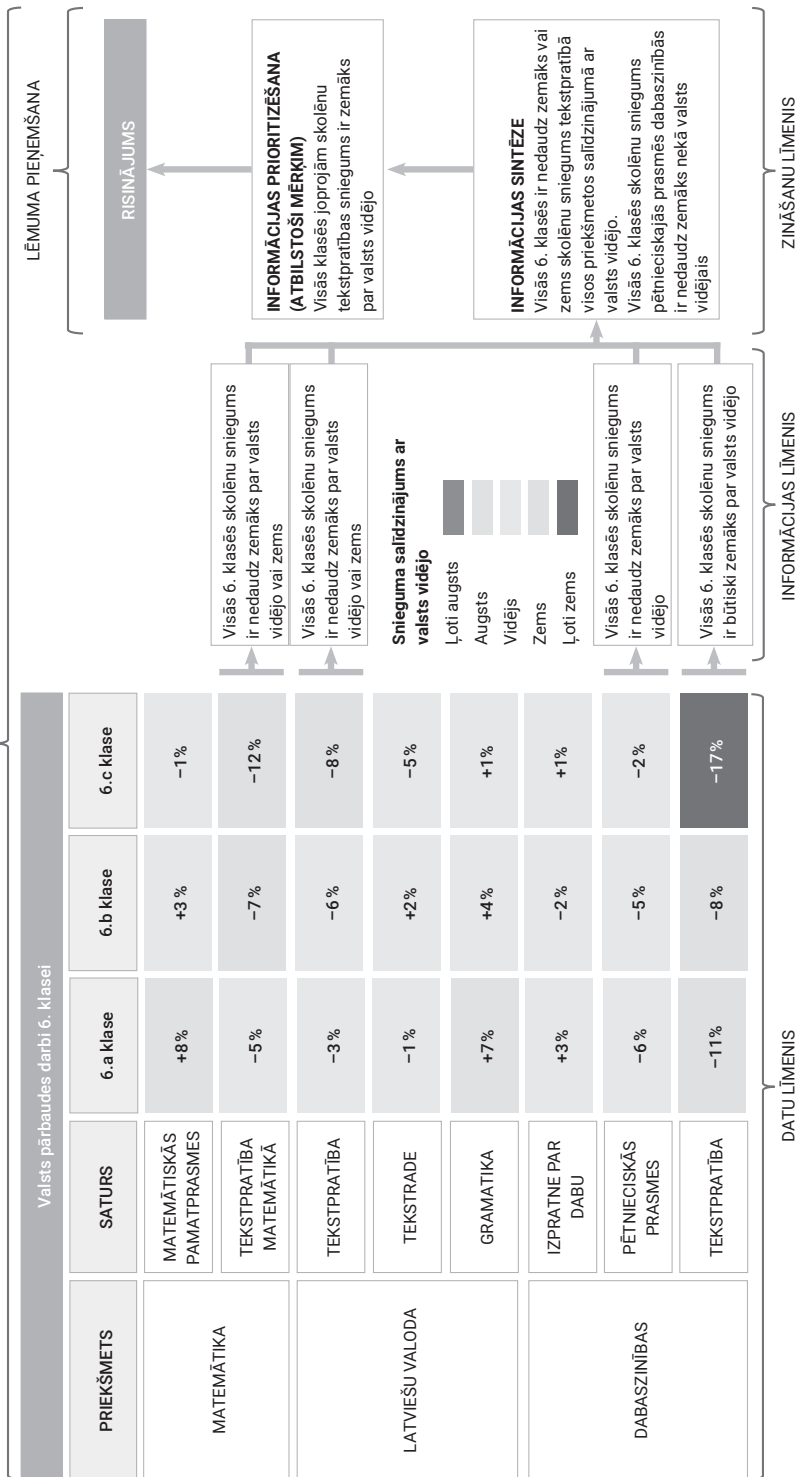 LĒMUMA PIEŅEMŠANA
Valsts pārbaudes darbi 6. klasei
PRIEKŠMETS
SATURS
6.a klase
6.b klase
6.c klase
MATEMĀTIKA
MATEMĀTISKĀS
PAMATPRASMES
+8%
+3%
−1%
TEKSTPRATĪBA
MATEMĀTIKĀ
−5%
−7%
−12%
LATVIEŠU VALODA
TEKSTPRATĪBA
−3%
−6%
−8%
TEKSTRADE
−1%
+2%
−5%
GRAMATIKA
+7%
+4%
+1%
DABASZINĪBAS
IZPRATNE PAR
DABU
+3%
−2%
+1%
PĒTNIECISKĀS
PRASMES
−6%
−5%
−2%
TEKSTPRATĪBA
−11%
−8%
−17%
DATU LĪMENIS
Visās 6. klasēs skolēnu sniegums
ir nedaudz zemāks par valsts
vidējo vai zems
Visās 6. klasēs skolēnu sniegums
ir nedaudz zemāks par valsts
vidējo vai zems
Snieguma salīdzinājums ar
valsts vidējo
Ļoti augsts
Augsts
Vidējs
Zems
Ļoti zems
Visās 6. klasēs skolēnu sniegums
ir nedaudz zemāks par valsts
vidējo
Visās 6. klasēs skolēnu sniegums
ir būtiski zemāks par valsts vidējo
INFORMĀCIJAS LĪMENIS
RISINĀJUMS
INFORMĀCIJAS PRIORITIZĒŠANA
(ATBILSTOŠI MĒRĶIM)
Visās klasēs joprojām skolēnu
tekstpratības sniegums ir zemāks
par valsts vidējo
INFORMĀCIJAS SINTĒZE
Visās 6. klasēs ir nedaudz zemāks vai
zems skolēnu sniegums tekstpratībā
visos priekšmetos salīdzinājumā ar
valsts vidējo.
Visās 6. klasēs skolēnu sniegums
pētnieciskajās prasmēs dabaszinībās
ir nedaudz zemāks nekā valsts
vidējais
ZINĀŠANU LĪMENIS